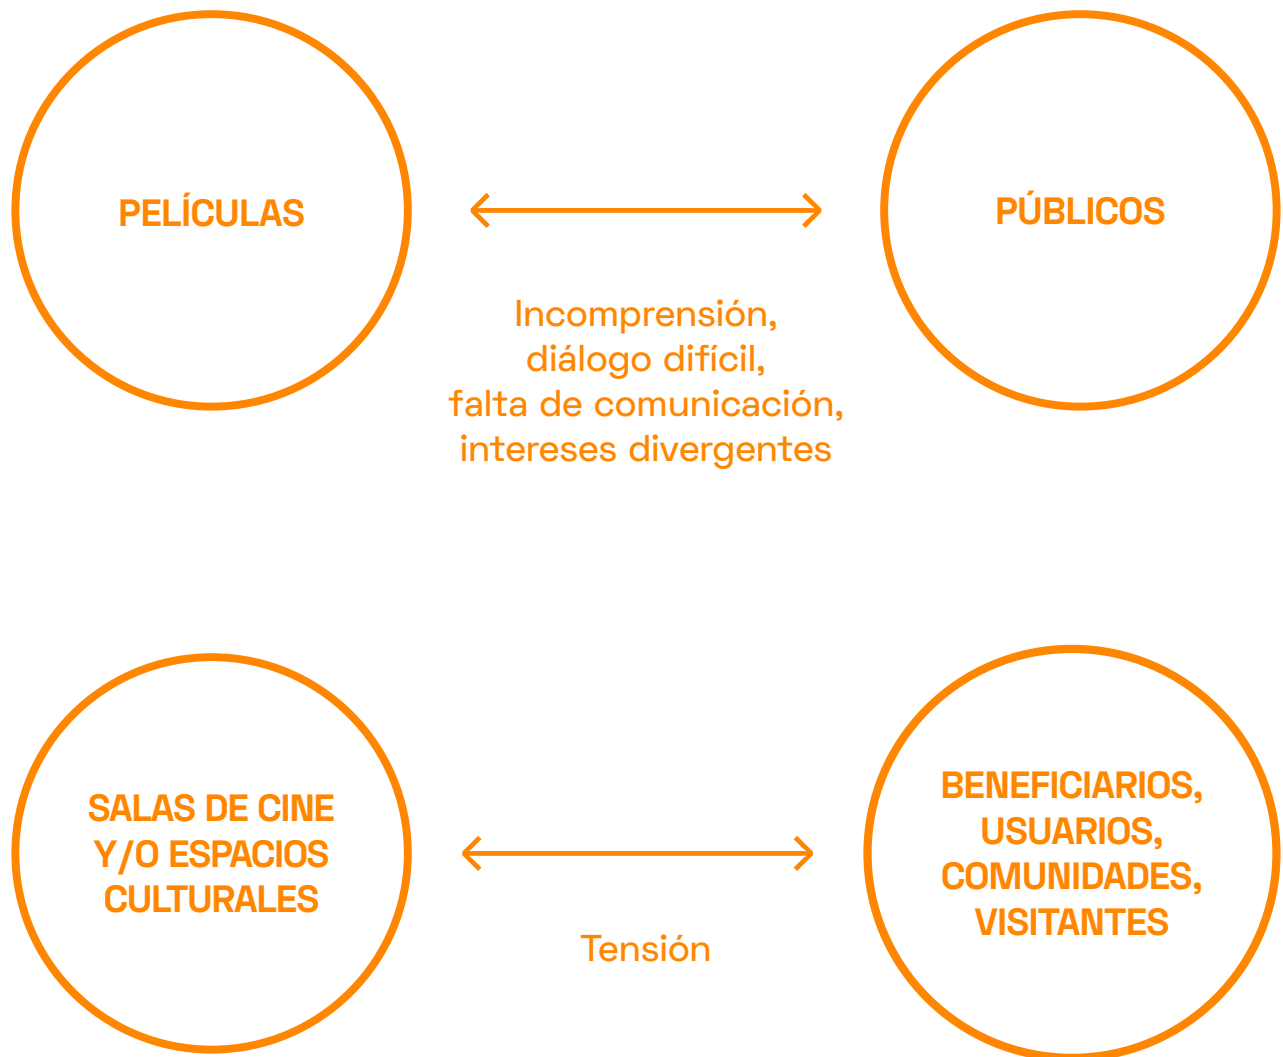 PELÍCULAS
PÚBLICOS
Incomprensión,
diálogo difícil,
falta de comunicación,
intereses divergentes
SALAS DE CINE
Y/O ESPACIOS
CULTURALES
BENEFICIARIOS,
USUARIOS,
COMUNIDADES,
VISITANTES
Tensión